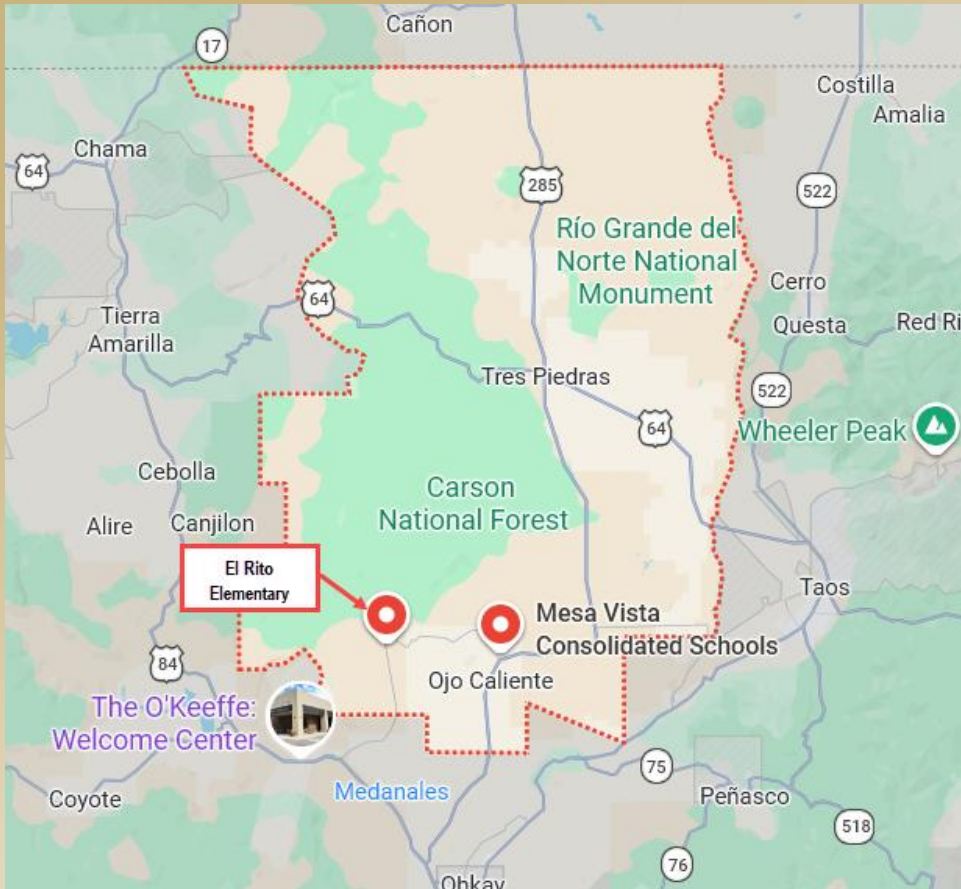 Cañon
17
Costilla
Amalia
Chama
64
285
522
Río Grande del
Norte National
Monument
Cerro
64
Tierra
Amarilla
Questa
Red Ri
Tres Piedras
522
64
Wheeler Peak
Cebolla
Carson
National Forest
Alire
Canjilon
El Rito
Elementary
Taos
Mesa Vista
Consolidated Schools
84
Ojo Caliente
The O'Keeffe:
Welcome Center
75
Medanales
Peñasco
Coyote
518
76
Ohkay